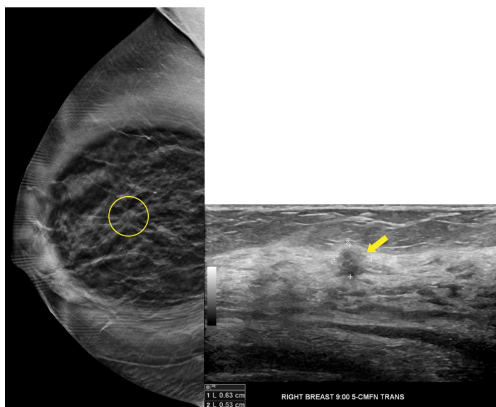 1 L 0.63 cm
2 L 0.53 cm
RIGHT BREAST 9:00 5-CMFN TRANS